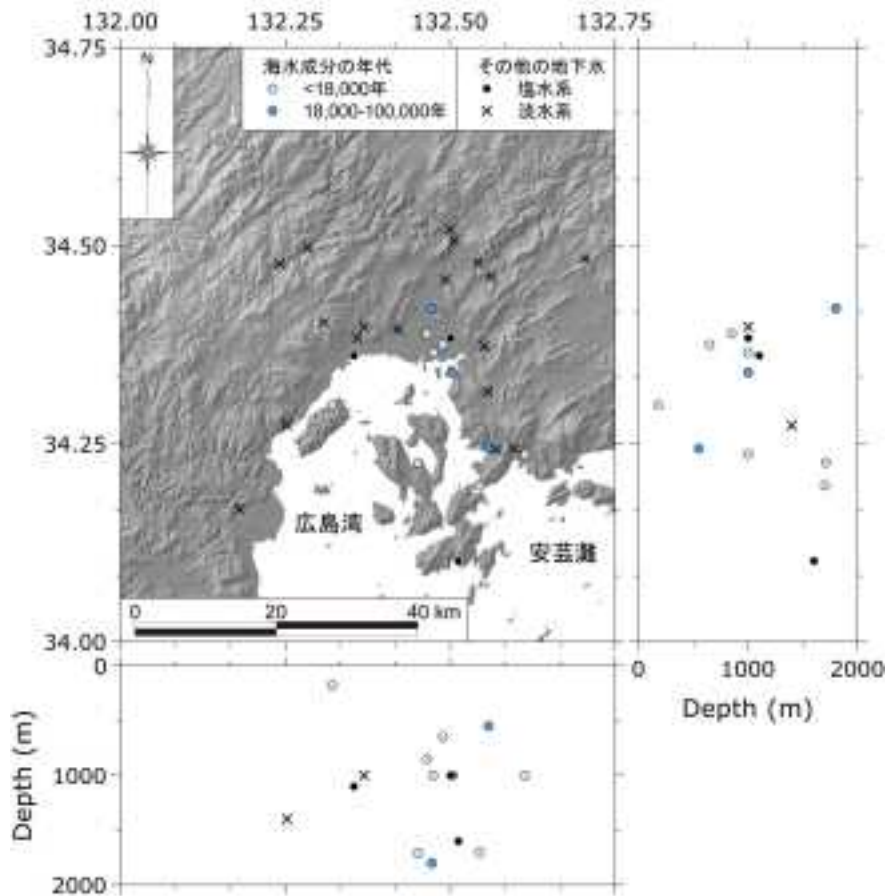 132.00 132.25 132.50 132.75
34.75
34.50
34.25
34.00
N
海水成分の年代
<18,000年
18,000-100,000年
その他の地下水
塩水系
淡水系
広島湾
安芸灘
0 20 40 km
0 1000 2000
Depth (m)
0
1000
2000
Depth (m)